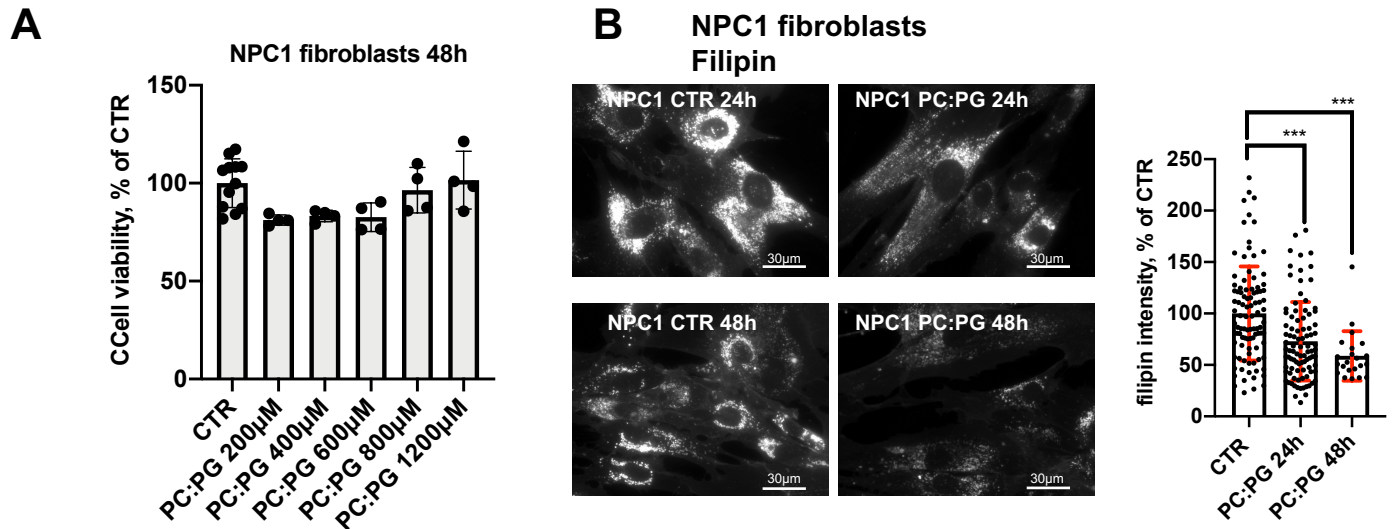 A
NPC1 fibroblasts 48h
CCell viability, % of CTR
150
100
50
0
CTR
PC:PG 200µM
PC:PG 400µM
PC:PG 600µM
PC:PG 800µM
PC:PG 1200µM
B
NPC1 fibroblasts
Filipin
NPC1 CTR 24h
30µm
NPC1 PC:PG 24h
30µm
NPC1 CTR 48h
30µm
NPC1 PC:PG 48h
30µm
***
***
filipin intensity, % of CTR
250
200
150
100
50
0
CTR
PC:PG 24h
PC:PG 48h